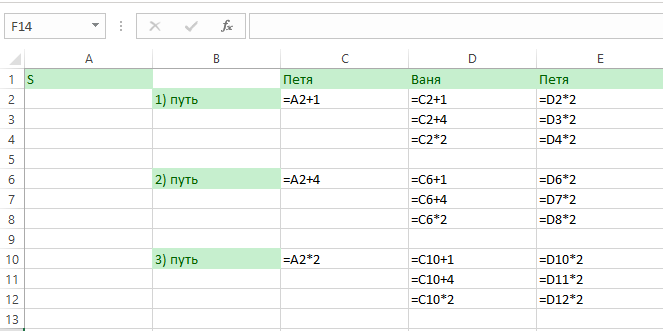 F14 fx
A B C D E
1 S Петя Ваня Петя
2 1) путь =A2+1 =C2+1 =D2*2
3 =C2+4 =D3*2
4 =C2*2 =D4*2
5
6 2) путь =A2+4 =C6+1 =D6*2
7 =C6+4 =D7*2
8 =C6*2 =D8*2
9
10 3) путь =A2*2 =C10+1 =D10*2
11 =C10+4 =D11*2
12 =C10*2 =D12*2
13